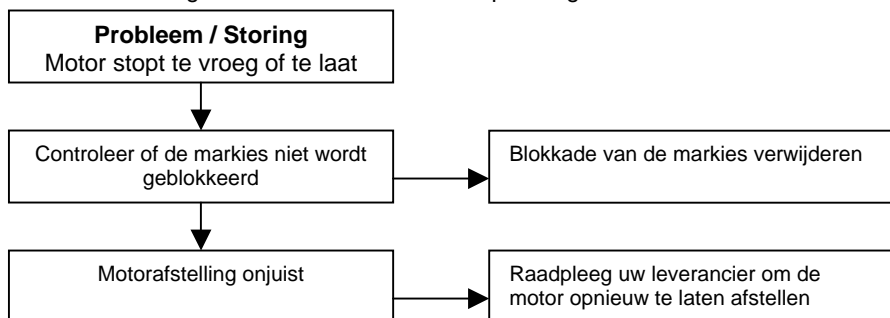 Probleem / Storing
Motor stopt te vroeg of te laat
Controleer of de markies niet wordt
geblokkeerd
Blokkade van de markies verwijderen
Motorafstelling onjuist
Raadpleeg uw leverancier om de
motor opnieuw te laten afstellen